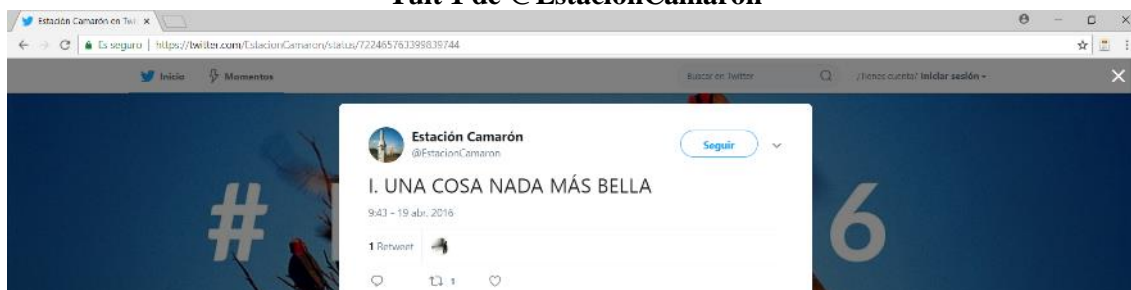 Tuit 1 de @EstacionCamaron
Estación Camarón en Twi
Es seguro | https://twitter.com/EstacionCamaron/status/722465763399839744
Inicio Momentos Buscar en Twitter ¿Tienes cuenta? Iniciar sesión
Estación Camarón
@EstacionCamaron
Seguir
I. UNA COSA NADA MÁS BELLA
9:43 - 19 abr. 2016
1 Retweet
1
# 6